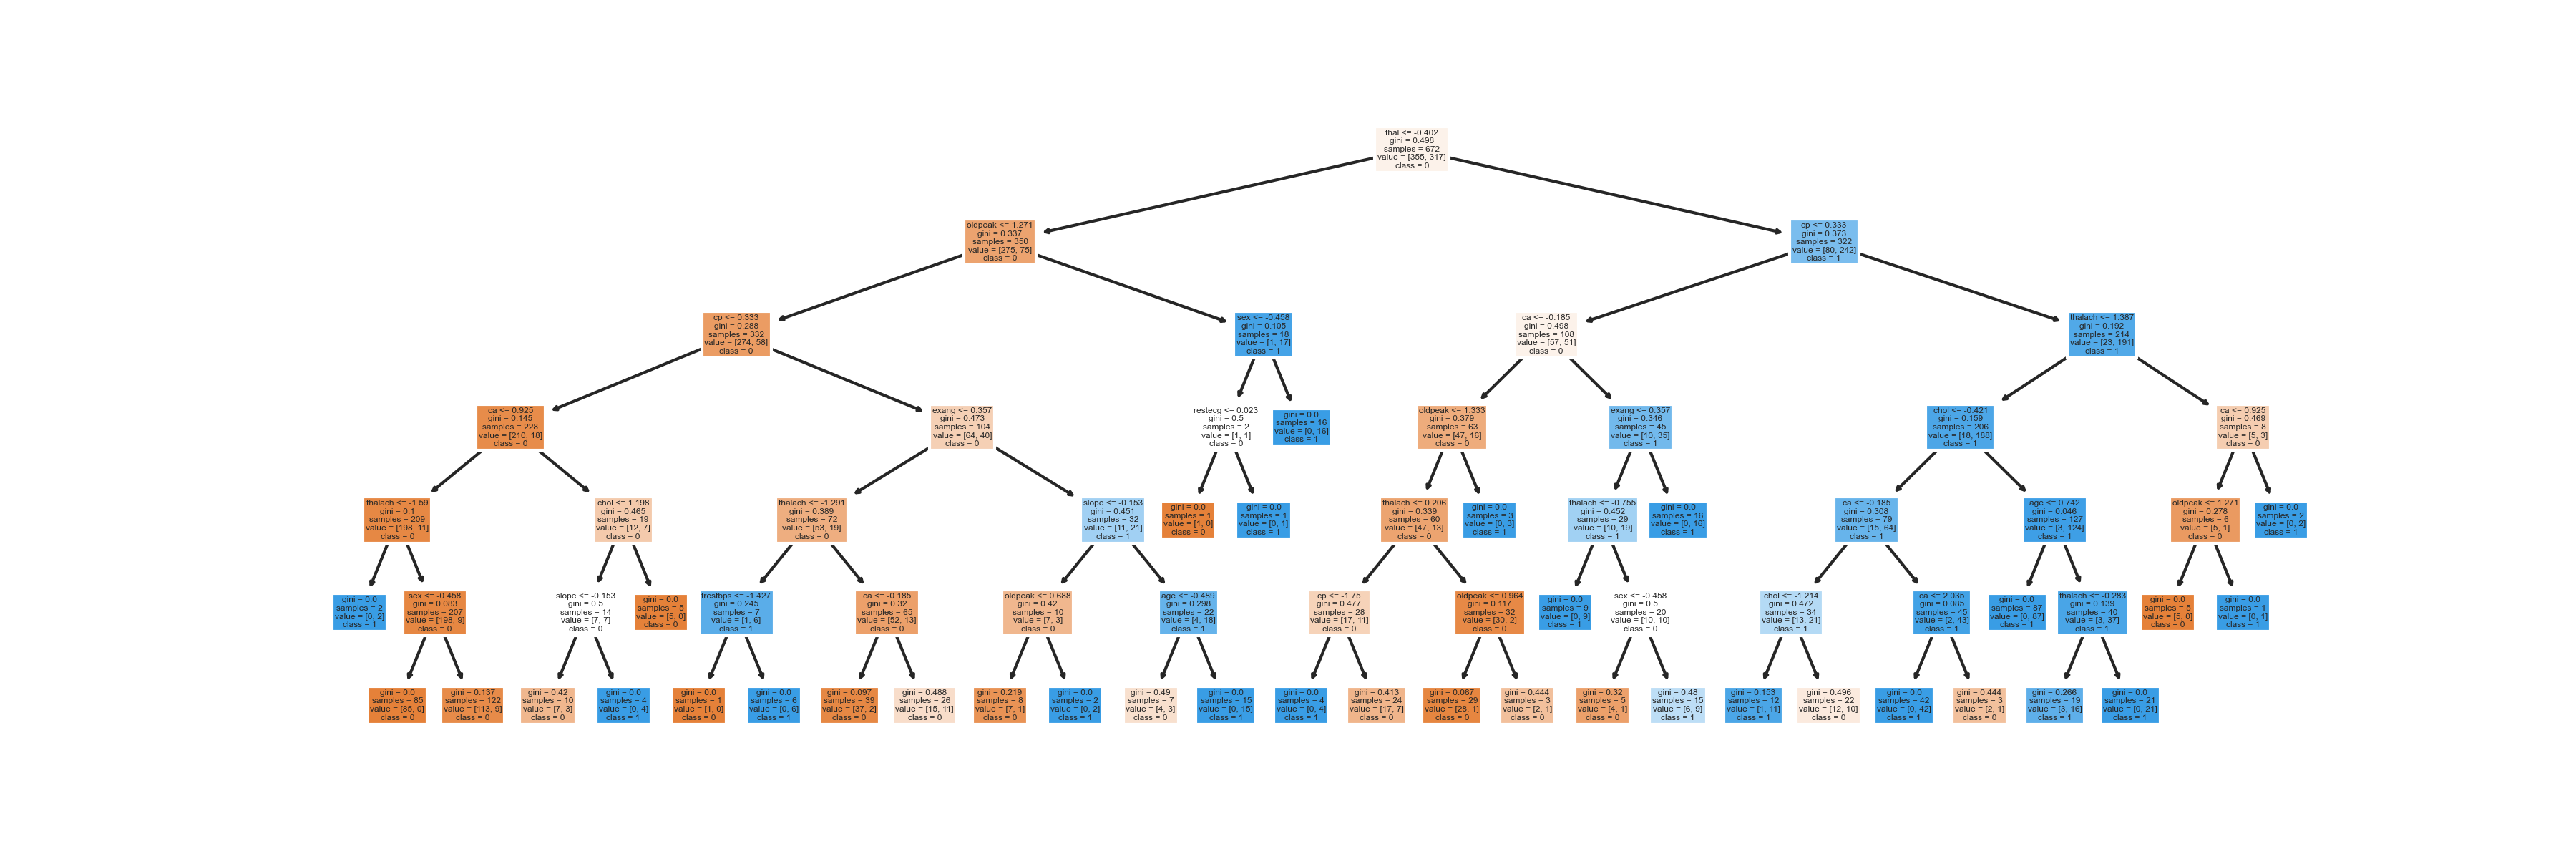 thal <= -0.402
gini = 0.498
samples = 672
value = [355, 317]
class = 0
oldpeak <= 1.271
gini = 0.337
samples = 350
value = [275, 75]
class = 0
cp <= 0.333
gini = 0.373
samples = 322
value = [80, 242]
class = 1
cp <= 0.333
gini = 0.288
samples = 332
value = [274, 58]
class = 0
sex <= -0.458
gini = 0.105
samples = 18
value = [1, 17]
class = 1
ca <= -0.185
gini = 0.498
samples = 108
value = [57, 51]
class = 0
thalach <= 1.387
gini = 0.192
samples = 214
value = [23, 191]
class = 1
ca <= 0.925
gini = 0.145
samples = 228
value = [210, 18]
class = 0
exang <= 0.357
gini = 0.473
samples = 104
value = [64, 40]
class = 0
restecg <= 0.023
gini = 0.5
samples = 2
value = [1, 1]
class = 0
gini = 0.0
samples = 16
value = [0, 16]
class = 1
oldpeak <= 1.333
gini = 0.379
samples = 63
value = [47, 16]
class = 0
exang <= 0.357
gini = 0.346
samples = 45
value = [10, 35]
class = 1
chol <= -0.421
gini = 0.159
samples = 206
value = [18, 188]
class = 1
ca <= 0.925
gini = 0.469
samples = 8
value = [5, 3]
class = 0
thalach <= -1.59
gini = 0.1
samples = 209
value = [198, 11]
class = 0
chol <= 1.198
gini = 0.465
samples = 19
value = [12, 7]
class = 0
thalach <= -1.291
gini = 0.389
samples = 72
value = [53, 19]
class = 0
slope <= -0.153
gini = 0.451
samples = 32
value = [11, 21]
class = 1
gini = 0.0
samples = 1
value = [1, 0]
class = 0
gini = 0.0
samples = 1
value = [0, 1]
class = 1
thalach <= 0.206
gini = 0.339
samples = 60
value = [47, 13]
class = 0
gini = 0.0
samples = 3
value = [0, 3]
class = 1
thalach <= -0.755
gini = 0.452
samples = 29
value = [10, 19]
class = 1
gini = 0.0
samples = 16
value = [0, 16]
class = 1
ca <= -0.185
gini = 0.308
samples = 79
value = [15, 64]
class = 1
age <= 0.742
gini = 0.046
samples = 127
value = [3, 124]
class = 1
oldpeak <= 1.271
gini = 0.278
samples = 6
value = [5, 1]
class = 0
gini = 0.0
samples = 2
value = [0, 2]
class = 1
gini = 0.0
samples = 2
value = [0, 2]
class = 1
sex <= -0.458
gini = 0.083
samples = 207
value = [198, 9]
class = 0
slope <= -0.153
gini = 0.5
samples = 14
value = [7, 7]
class = 0
gini = 0.0
samples = 5
value = [5, 0]
class = 0
trestbps <= -1.427
gini = 0.245
samples = 7
value = [1, 6]
class = 1
ca <= -0.185
gini = 0.32
samples = 65
value = [52, 13]
class = 0
oldpeak <= 0.688
gini = 0.42
samples = 10
value = [7, 3]
class = 0
age <= -0.489
gini = 0.298
samples = 22
value = [4, 18]
class = 1
cp <= -1.75
gini = 0.477
samples = 28
value = [17, 11]
class = 0
oldpeak <= 0.964
gini = 0.117
samples = 32
value = [30, 2]
class = 0
gini = 0.0
samples = 9
value = [0, 9]
class = 1
sex <= -0.458
gini = 0.5
samples = 20
value = [10, 10]
class = 0
chol <= -1.214
gini = 0.472
samples = 34
value = [13, 21]
class = 1
ca <= 2.035
gini = 0.085
samples = 45
value = [2, 43]
class = 1
gini = 0.0
samples = 87
value = [0, 87]
class = 1
thalach <= -0.283
gini = 0.139
samples = 40
value = [3, 37]
class = 1
gini = 0.0
samples = 5
value = [5, 0]
class = 0
gini = 0.0
samples = 1
value = [0, 1]
class = 1
gini = 0.0
samples = 85
value = [85, 0]
class = 0
gini = 0.137
samples = 122
value = [113, 9]
class = 0
gini = 0.42
samples = 10
value = [7, 3]
class = 0
gini = 0.0
samples = 4
value = [0, 4]
class = 1
gini = 0.0
samples = 1
value = [1, 0]
class = 0
gini = 0.0
samples = 6
value = [0, 6]
class = 1
gini = 0.097
samples = 39
value = [37, 2]
class = 0
gini = 0.488
samples = 26
value = [15, 11]
class = 0
gini = 0.219
samples = 8
value = [7, 1]
class = 0
gini = 0.0
samples = 2
value = [0, 2]
class = 1
gini = 0.49
samples = 7
value = [4, 3]
class = 0
gini = 0.0
samples = 15
value = [0, 15]
class = 1
gini = 0.0
samples = 4
value = [0, 4]
class = 1
gini = 0.413
samples = 24
value = [17, 7]
class = 0
gini = 0.067
samples = 29
value = [28, 1]
class = 0
gini = 0.444
samples = 3
value = [2, 1]
class = 0
gini = 0.32
samples = 5
value = [4, 1]
class = 0
gini = 0.48
samples = 15
value = [6, 9]
class = 1
gini = 0.153
samples = 12
value = [1, 11]
class = 1
gini = 0.496
samples = 22
value = [12, 10]
class = 0
gini = 0.0
samples = 42
value = [0, 42]
class = 1
gini = 0.444
samples = 3
value = [2, 1]
class = 0
gini = 0.266
samples = 19
value = [3, 16]
class = 1
gini = 0.0
samples = 21
value = [0, 21]
class = 1